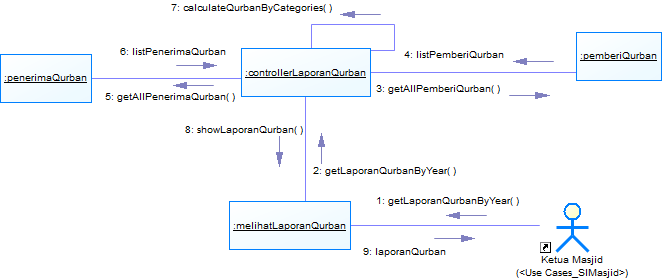 7: calculateQurbanByCategories( )
6: listPenerimaQurban
4: listPemberiQurban
:penerimaQurban
:controllerLaporanQurban
:pemberiQurban
5: getAllPenerimaQurban( )
3: getAllPemberiQurban( )
8: showLaporanQurban( )
2: getLaporanQurbanByYear( )
1: getLaporanQurbanByYear( )
:melihatLaporanQurban
9: laporanQurban
Ketua Masjid
(<Use Cases_SIMasjid>)